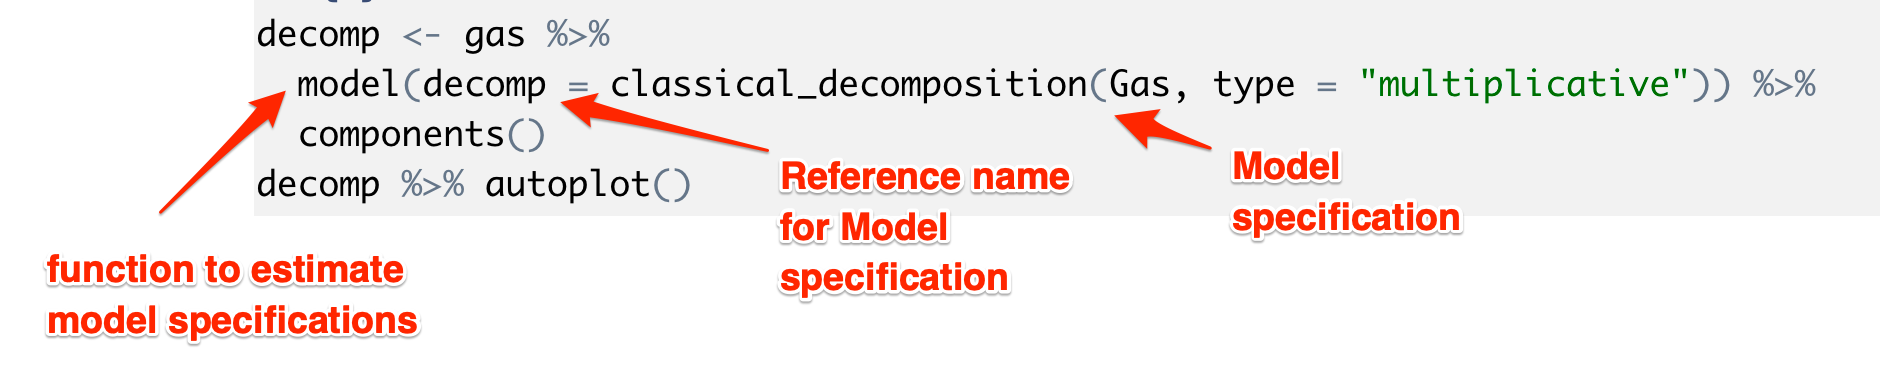 decomp <- gas %>%
model(decomp = classical_decomposition(Gas, type = "multiplicative")) %>%
components()
decomp %>% autoplot()
Reference name
for Model
specification
Model
specification
function to estimate
model specifications